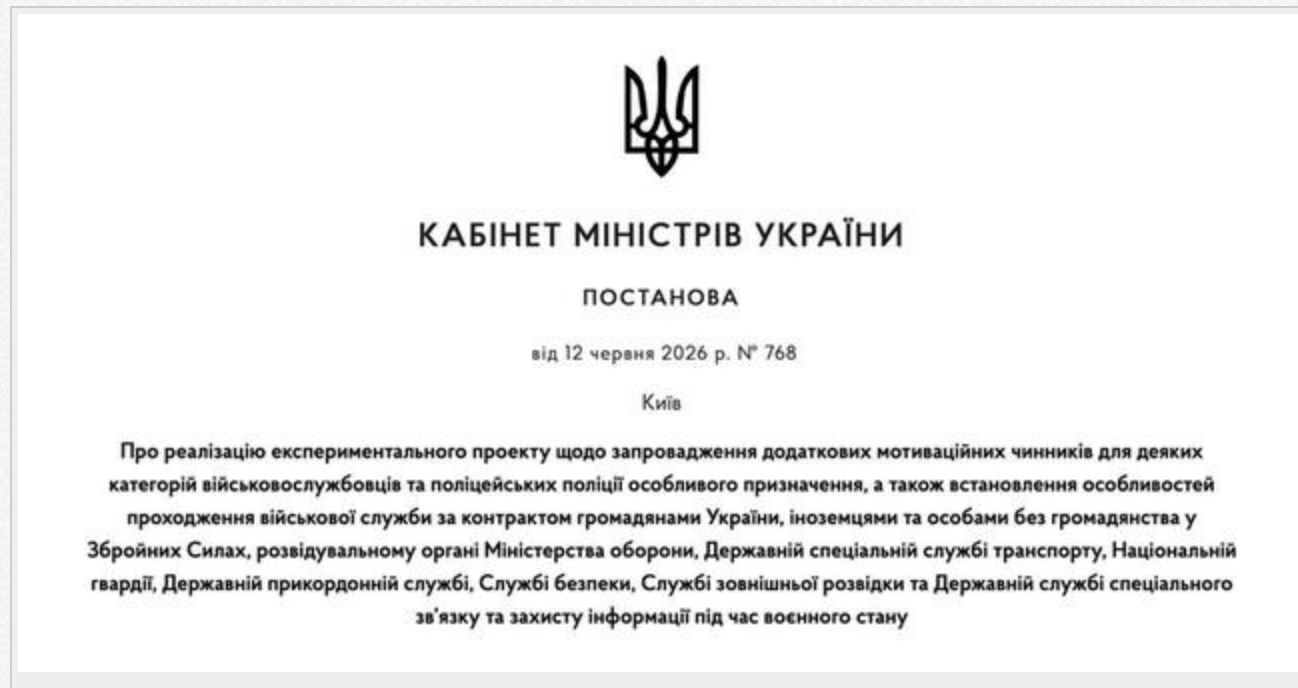 КАБІНЕТ МІНІСТРІВ УКРАЇНИ
ПОСТАНОВА
від 12 червня 2026 р. № 768
Київ
Про реалізацію експериментального проекту щодо запровадження додаткових мотиваційних чинників для деяких
категорій військовослужбовців та поліцейських поліції особливого призначення, а також встановлення особливостей
проходження військової служби за контрактом громадянами України, іноземцями та особами без громадянства у
Збройних Силах, розвідувальному органі Міністерства оборони, Державній спеціальній службі транспорту, Національній
гвардії, Державній прикордонній службі, Службі безпеки, Службі зовнішньої розвідки та Державній службі спеціального
зв’язку та захисту інформації під час воєнного стану